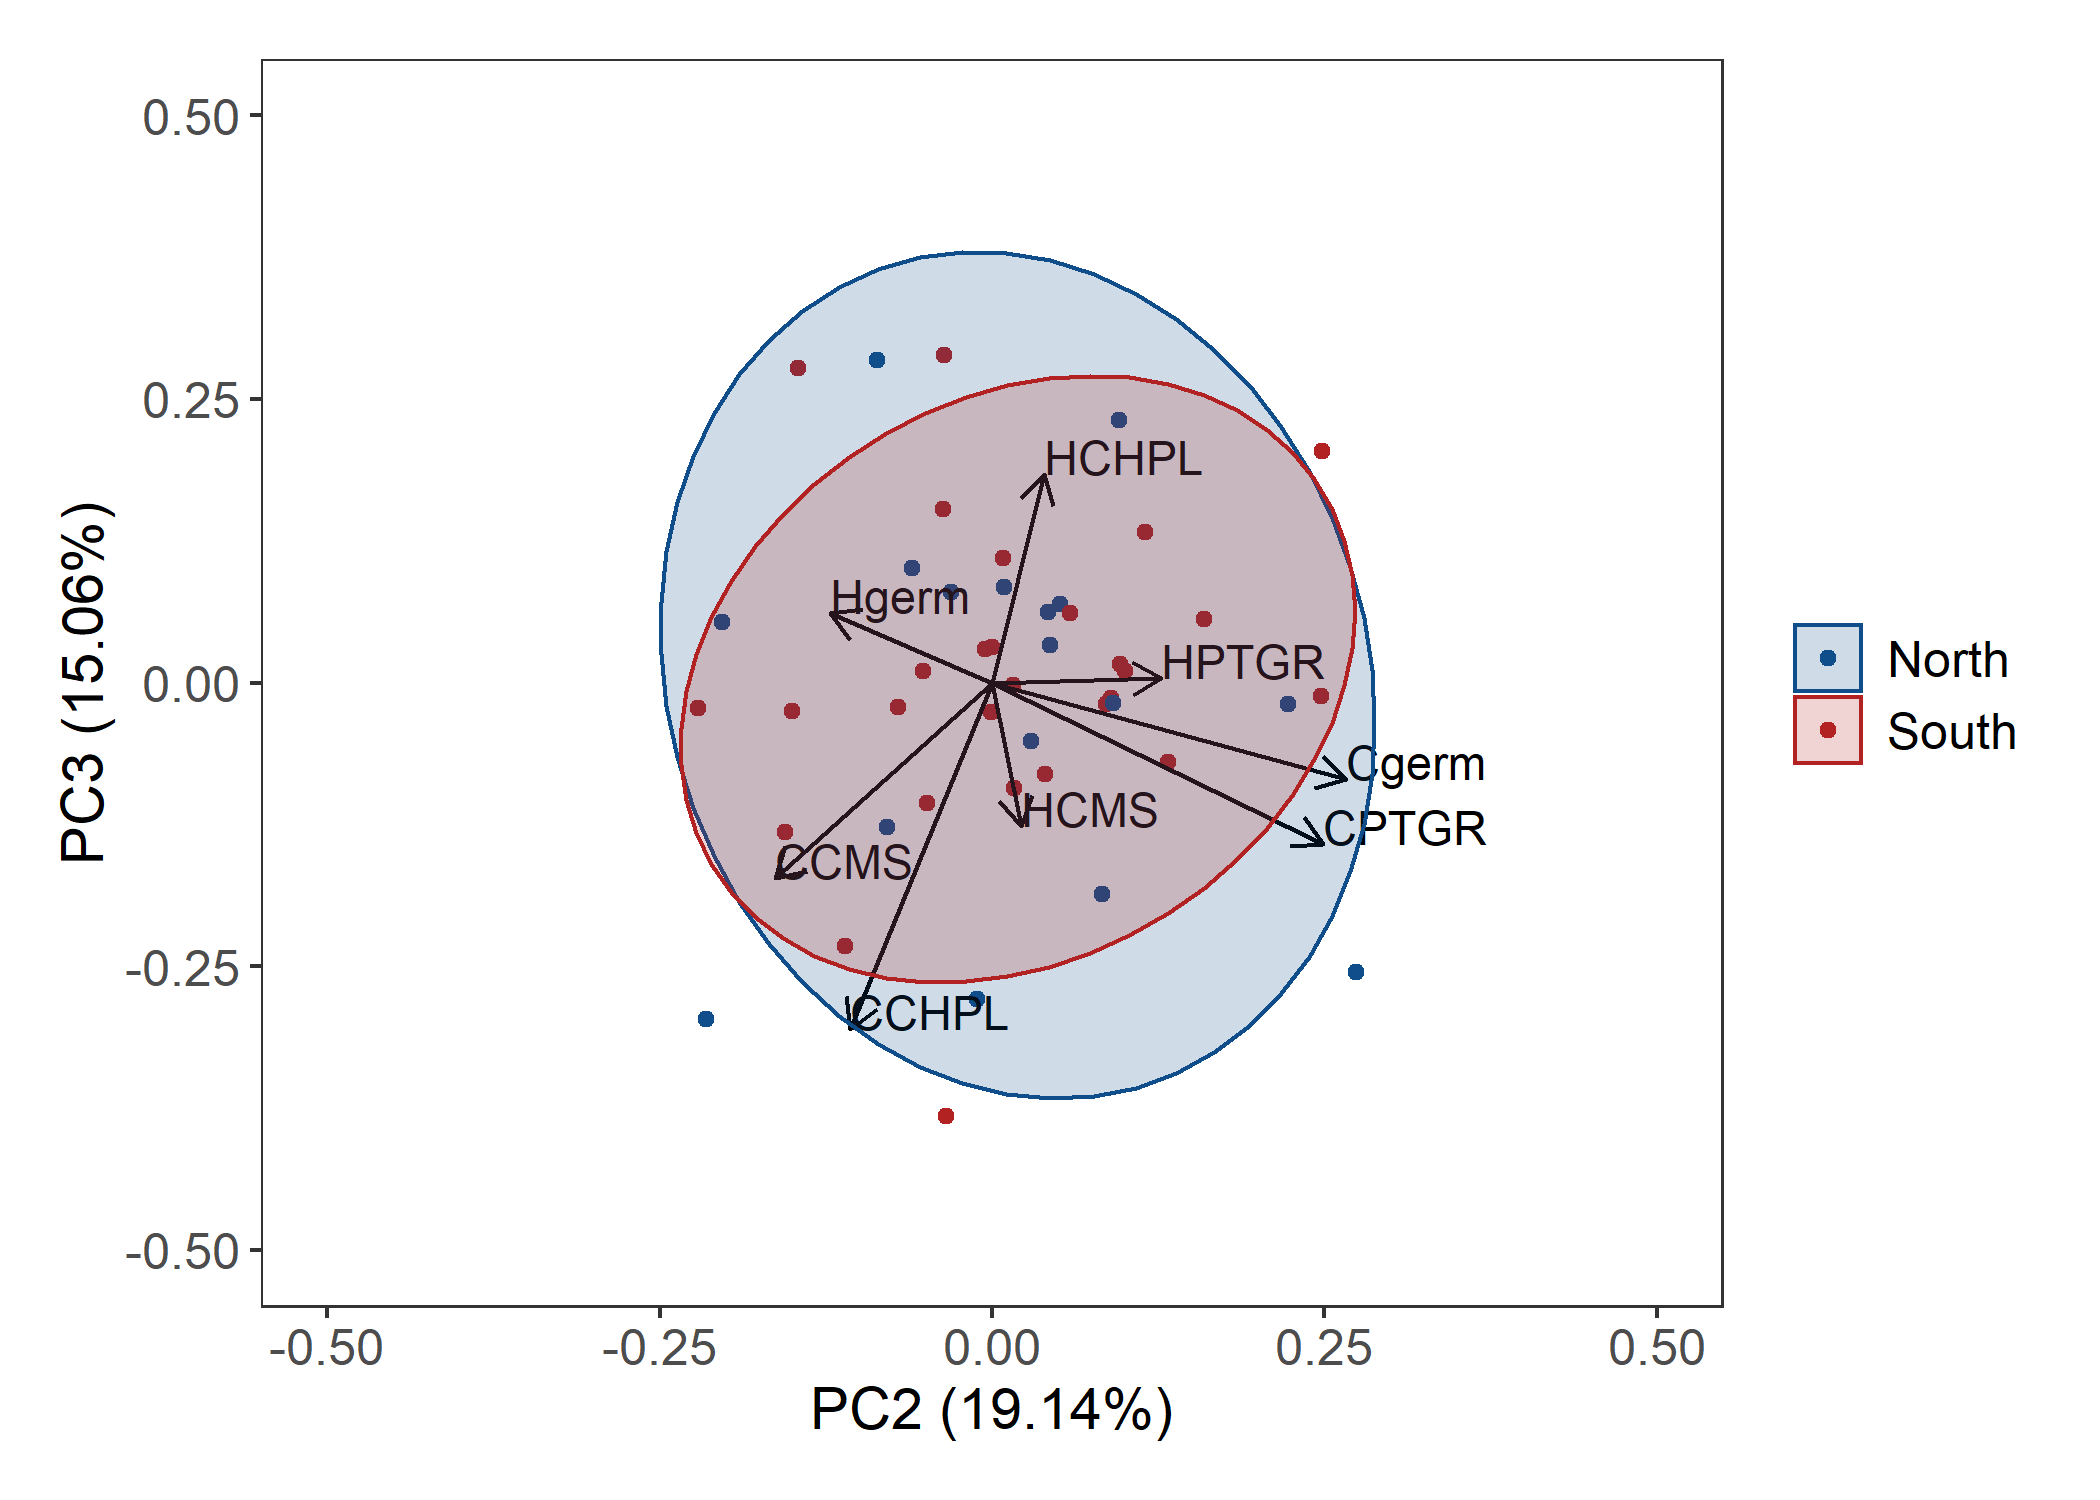 0.50
0.25
0.00
-0.25
-0.50
PC3 (15.06%)
HCHPL
Hgerm
HPTGR
Cgerm
HCMS
CPTGR
CCMS
CCHPL
North
South
-0.50
-0.25
0.00
0.25
0.50
PC2 (19.14%)